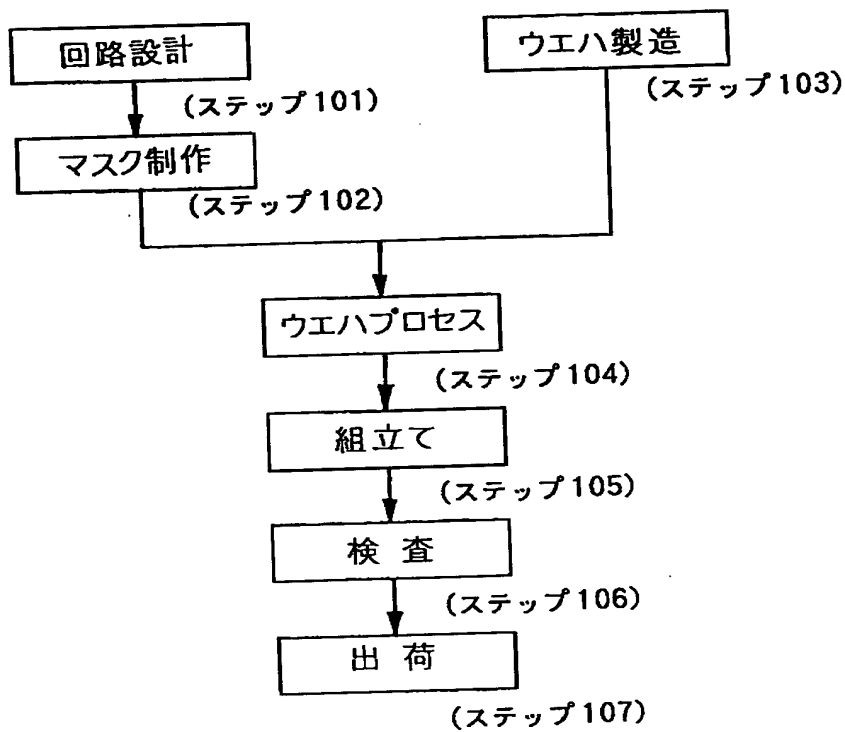 回路設計
(ステップ101)
マスク制作
(ステップ102)
ウエハ製造
(ステップ103)
ウエハプロセス
(ステップ104)
組立て
(ステップ105)
検 査
(ステップ106)
出 荷
(ステップ107)